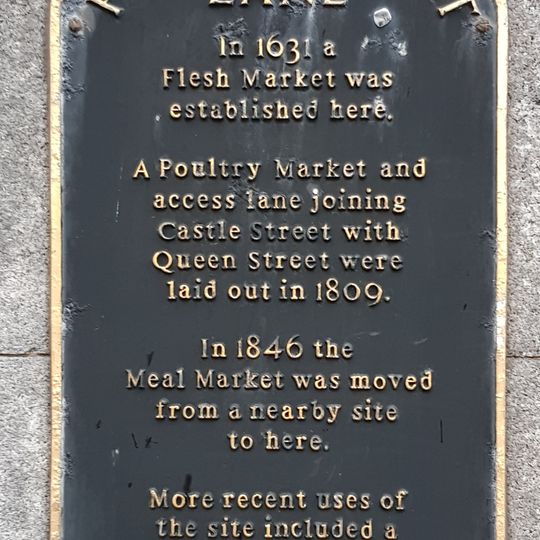 LANE
In 1631 a
Flesh Market was
established here.
A Poultry Market and
access lane joining
Castle Street with
Queen Street were
laid out in 1809.
In 1846 the
Meal Market was moved
from a nearby site
to here.
More recent uses of
the site included a